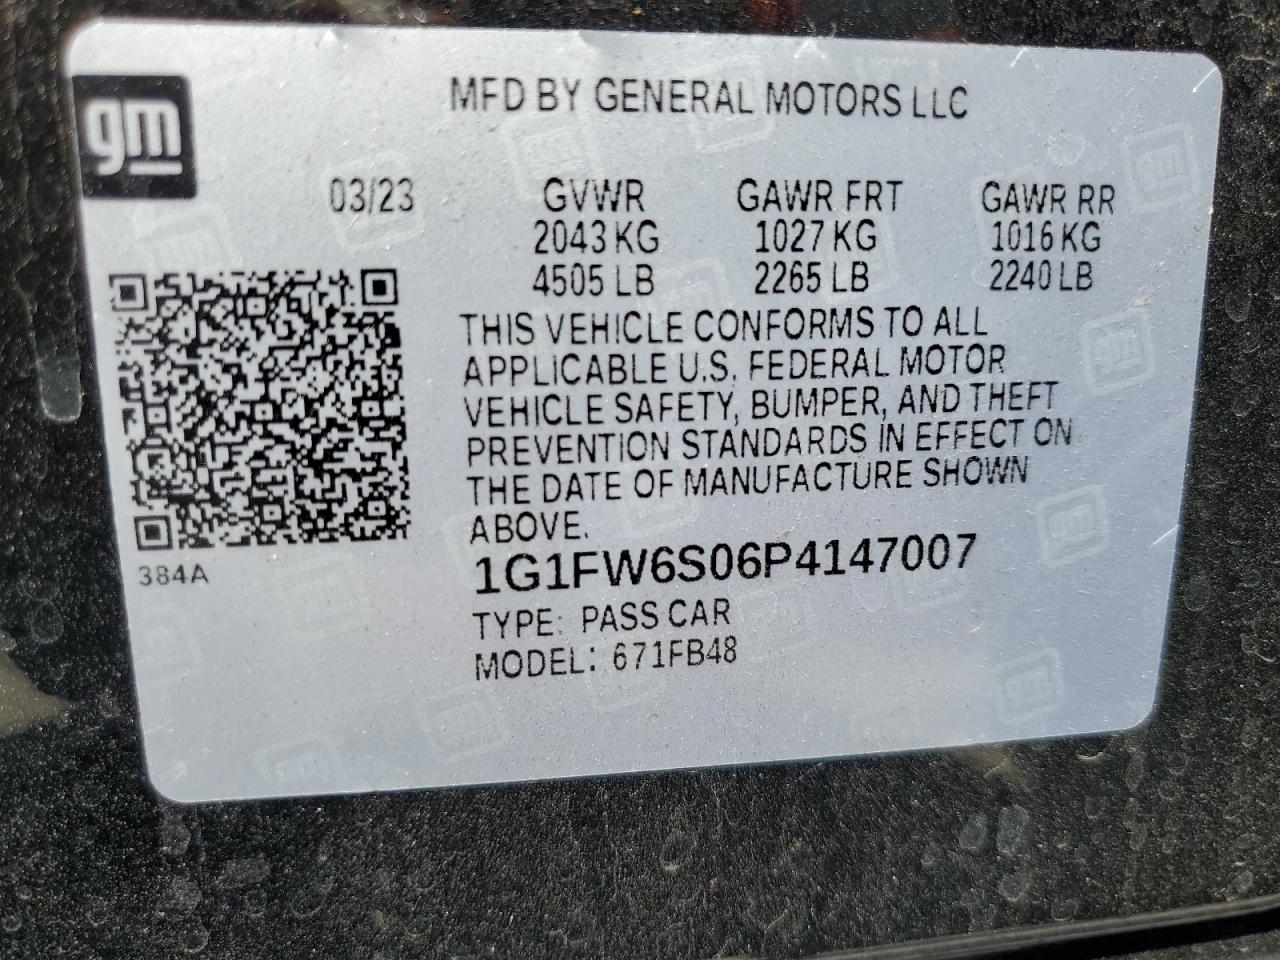 gm
MFD BY GENERAL MOTORS LLC
03/23 GVWR GAWR FRT GAWR RR
2043 KG 1027 KG 1016 KG
4505 LB 2265 LB 2240 LB
THIS VEHICLE CONFORMS TO ALL
APPLICABLE U.S. FEDERAL MOTOR
VEHICLE SAFETY, BUMPER, AND THEFT
PREVENTION STANDARDS IN EFFECT ON
THE DATE OF MANUFACTURE SHOWN
ABOVE.
384A
1G1FW6S06P4147007
TYPE: PASS CAR
MODEL: 671FB48